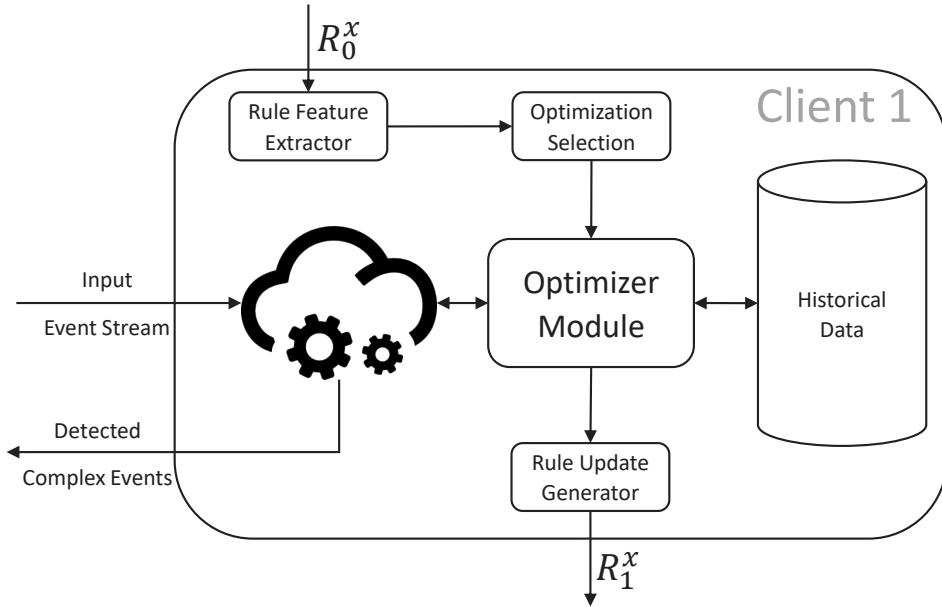 R_0^x
Client 1
Rule Feature
Extractor
Optimization
Selection
Input
Event Stream
Optimizer
Module
Historical
Data
Detected
Complex Events
Rule Update
Generator
R_1^x